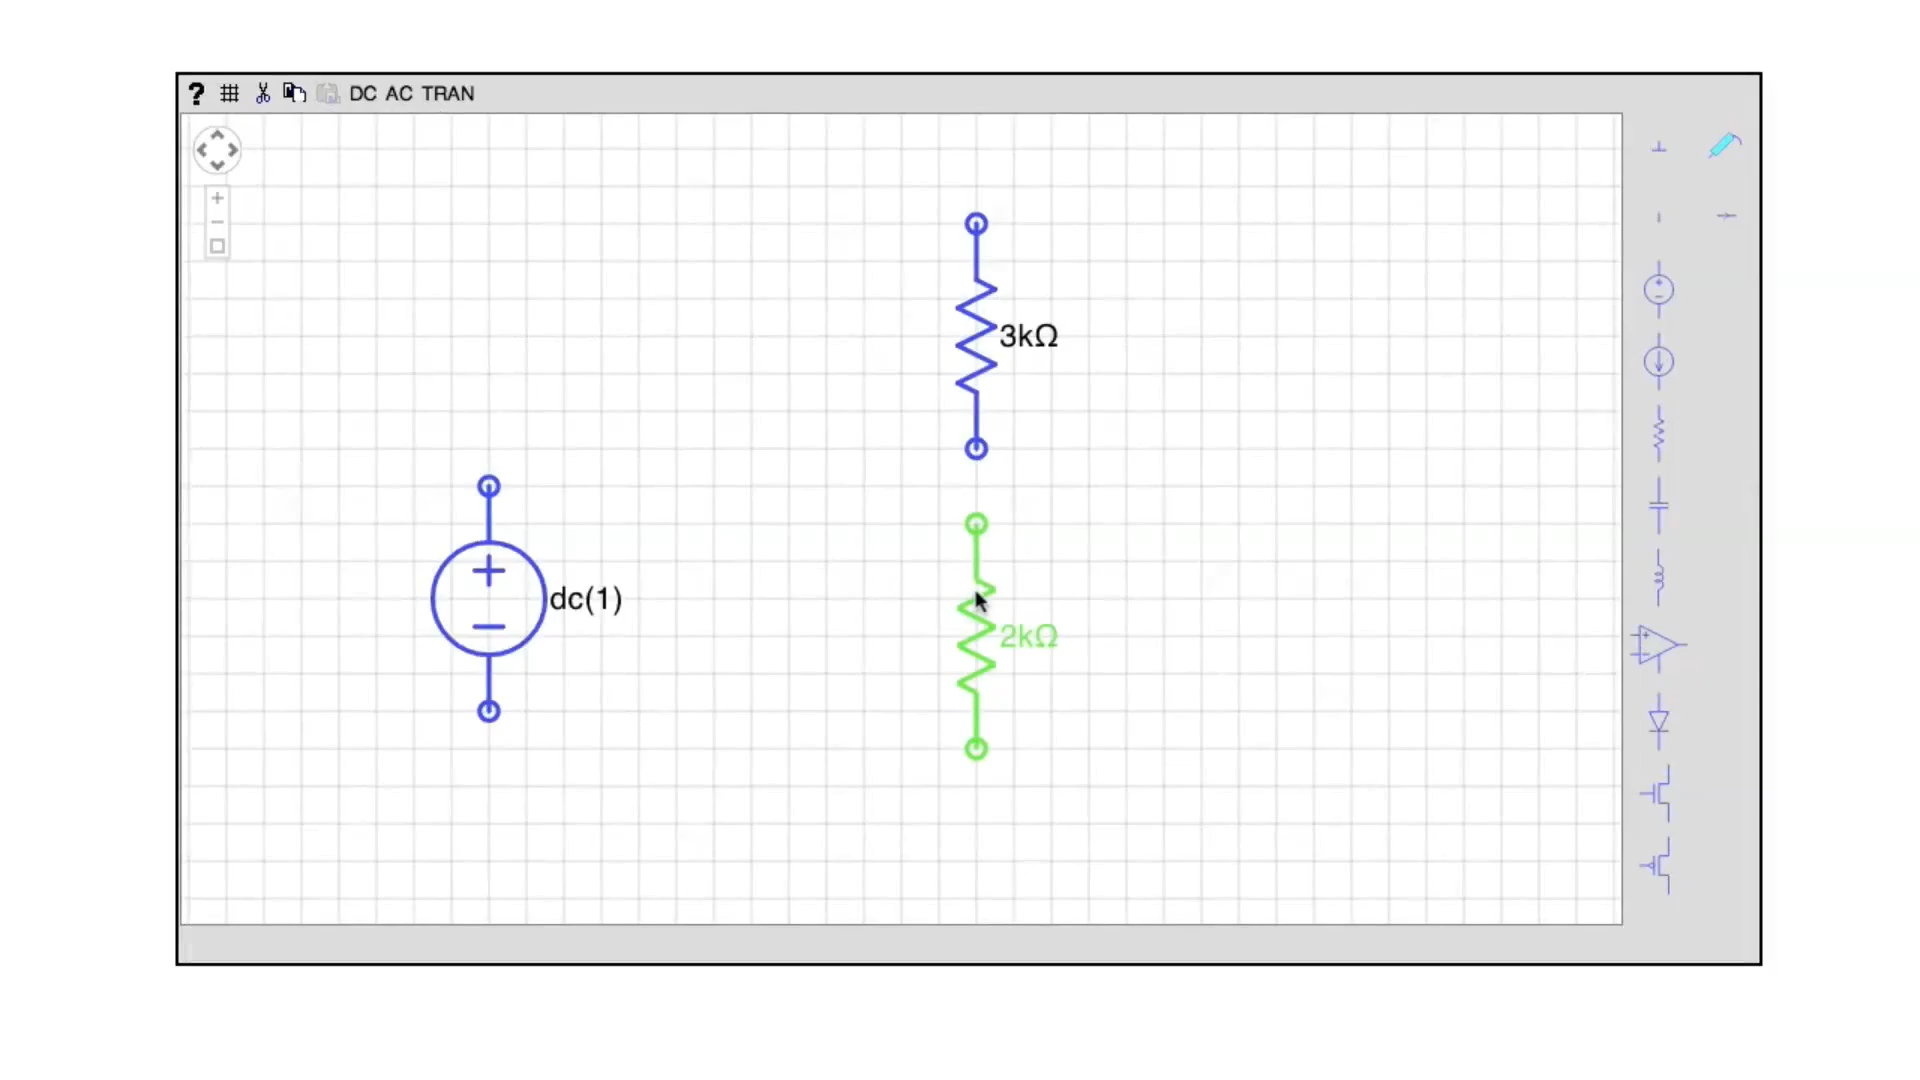 ? DC AC TRAN
3kΩ
dc(1)
2kΩ